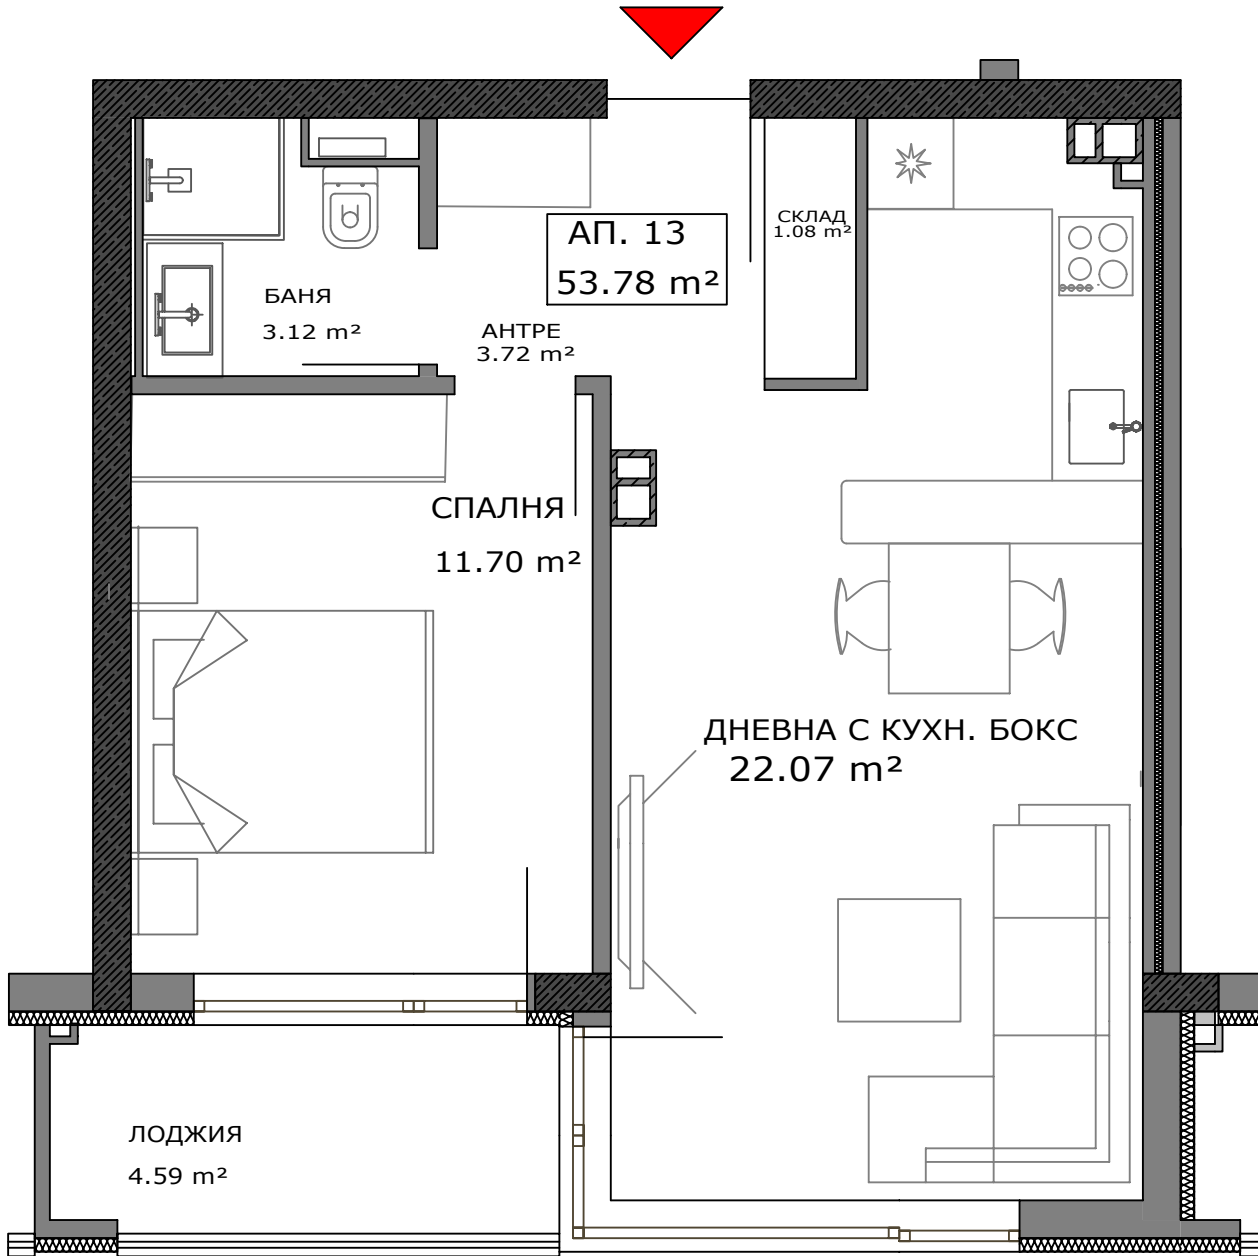 АП. 13
53.78 m²
СКЛАД
1.08 m²
БАНЯ
3.12 m²
АНТРЕ
3.72 m²
СПАЛНЯ
11.70 m²
ДНЕВНА С КУХН. БОКС
22.07 m²
ЛОДЖИЯ
4.59 m²